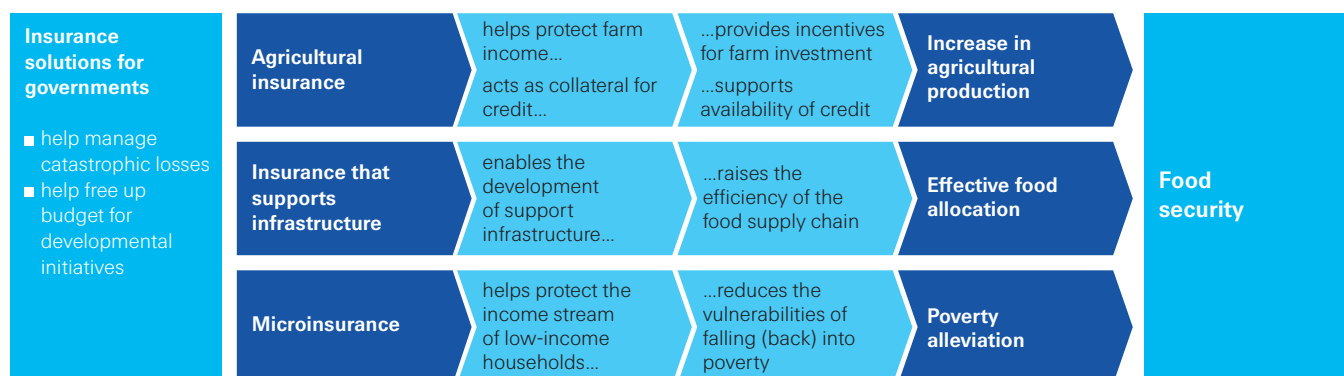 Insurance
solutions for
governments
help manage
catastrophic losses
help free up
budget for
developmental
initiatives
Agricultural
insurance
helps protect farm
income...
acts as collateral for
credit...
...provides incentives
for farm investment
...supports
availability of credit
Increase in
agricultural
production
Insurance that
supports
infrastructure
enables the
development
of support
infrastructure...
...raises the
efficiency of the
food supply chain
Effective food
allocation
Microinsurance
helps protect the
income stream
of low-income
households...
...reduces the
vulnerabilities of
falling (back) into
poverty
Poverty
alleviation
Food
security